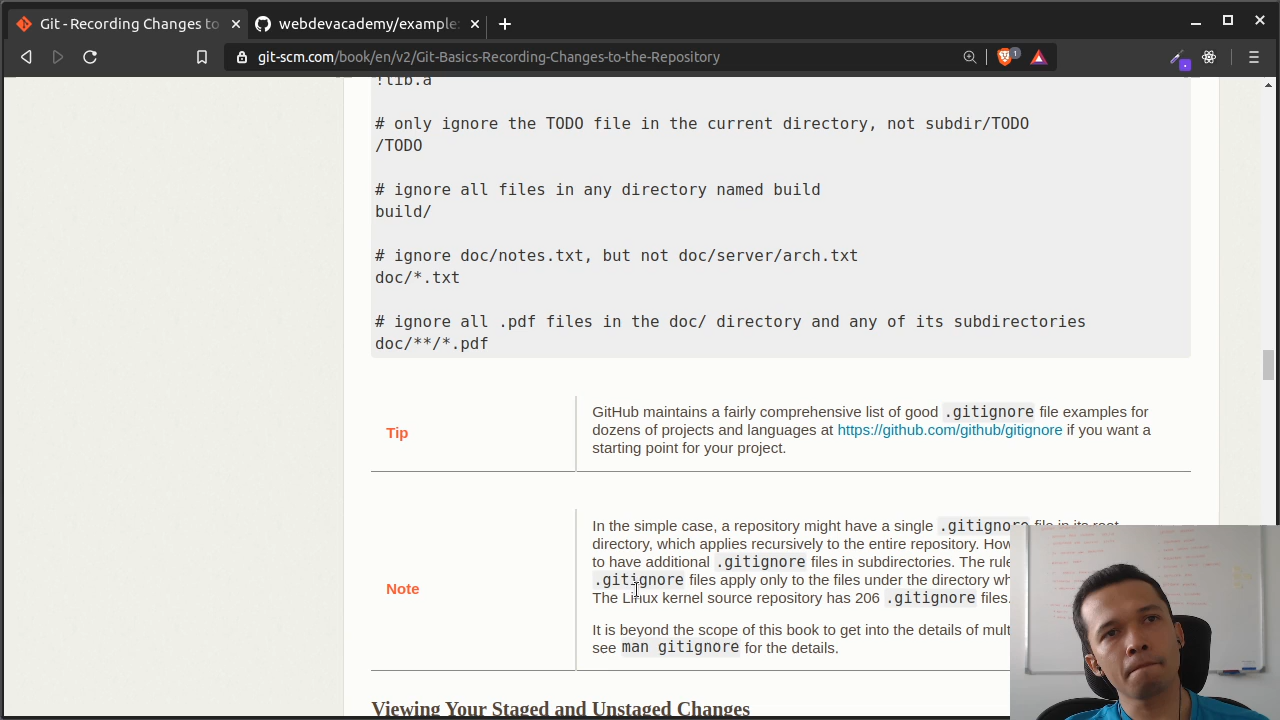 Git - Recording Changes to
webdevacademy/example
git-scm.com/book/en/v2/Git-Basics-Recording-Changes-to-the-Repository
1
!lib.a
# only ignore the TODO file in the current directory, not subdir/TODO
/TODO
# ignore all files in any directory named build
build/
# ignore doc/notes.txt, but not doc/server/arch.txt
doc/*.txt
# ignore all .pdf files in the doc/ directory and any of its subdirectories
doc/**/*.pdf
Tip
GitHub maintains a fairly comprehensive list of good .gitignore file examples for
dozens of projects and languages at https://github.com/github/gitignore if you want a
starting point for your project.
Note
In the simple case, a repository might have a single .gitignore file in its root
directory, which applies recursively to the entire repository. How
to have additional .gitignore files in subdirectories. The rule
.gitignore files apply only to the files under the directory wh
The Linux kernel source repository has 206 .gitignore files.
It is beyond the scope of this book to get into the details of mult
see man gitignore for the details.
Viewing Your Staged and Unstaged Changes